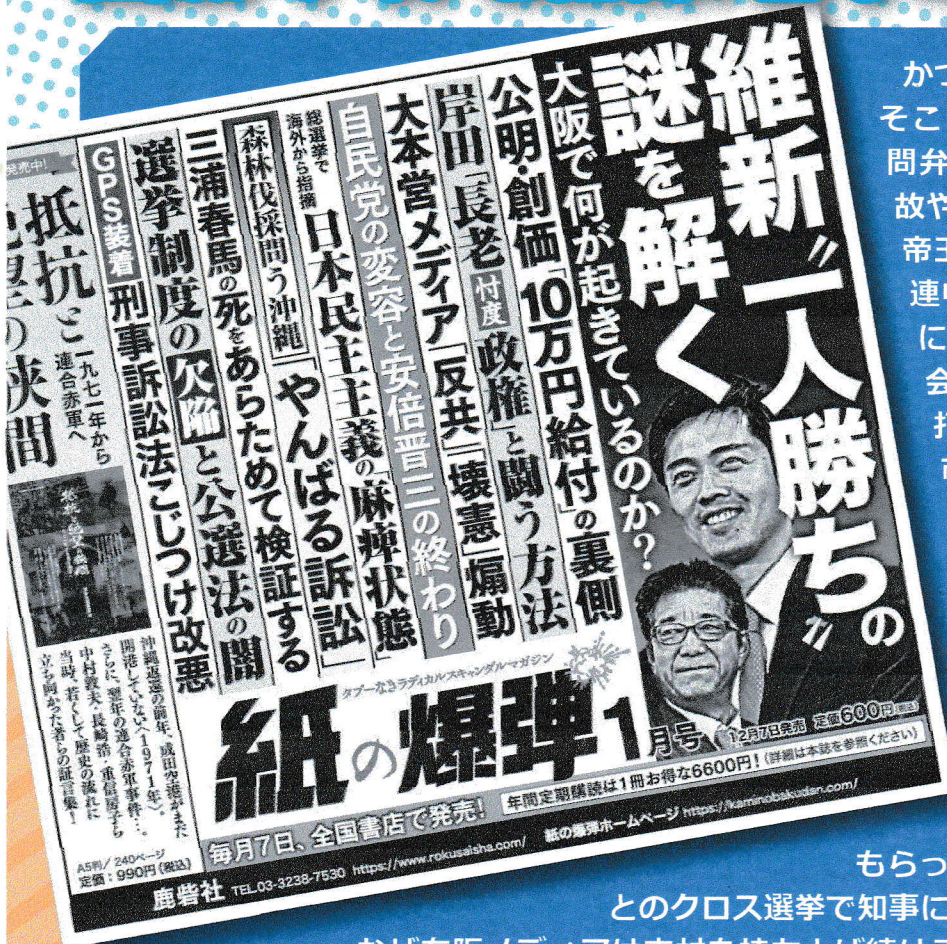 維新〝一人勝ち〟の
謎を解く
大阪で何が起きているのか？
公明・創価「10万円給付」の裏側
岸田「長老忖度政権」と闘う方法
大本営メディア「反共」「壊憲」煽動
自民党の変容と安倍晋三の終わり
総選挙で
海外から指摘
日本民主主義の「麻痺状態」
森林伐採問う沖縄「やんばる訴訟」
三浦春馬の死をあらためて検証する
選挙制度の欠陥と公選法の闇
GPS装着 刑事訴訟法こじつけ改悪
タブーなきラディカルスキャンダルマガジン
紙の爆弾 1月号
12月7日発売 定価600円(税込)
毎月7日、全国書店で発売！
年間定期購読は1冊お得な6600円！(詳細は本誌を参照ください)
鹿砦社 TEL.03-3238-7530 https://www.rokusaisha.com/ 紙の爆弾ホームページ https://kaminobakudan.com/
発売中！
一九七一年から
連合赤軍へ
抵抗と
の狭間
沖縄返還の前年、成田空港がまだ
開港していない〈1971年〉。
さらに、翌年の連合赤軍事件…。
中村敦夫・長崎浩・重信房子ら
当時、若くして歴史の流れに
立ち向かった者らの証言集！
A5判／240ページ
定価：990円(税込)
かつ
そこ
問弁
故や
帝王
連中
に
会
もらっ
とのクロス選挙で知事に